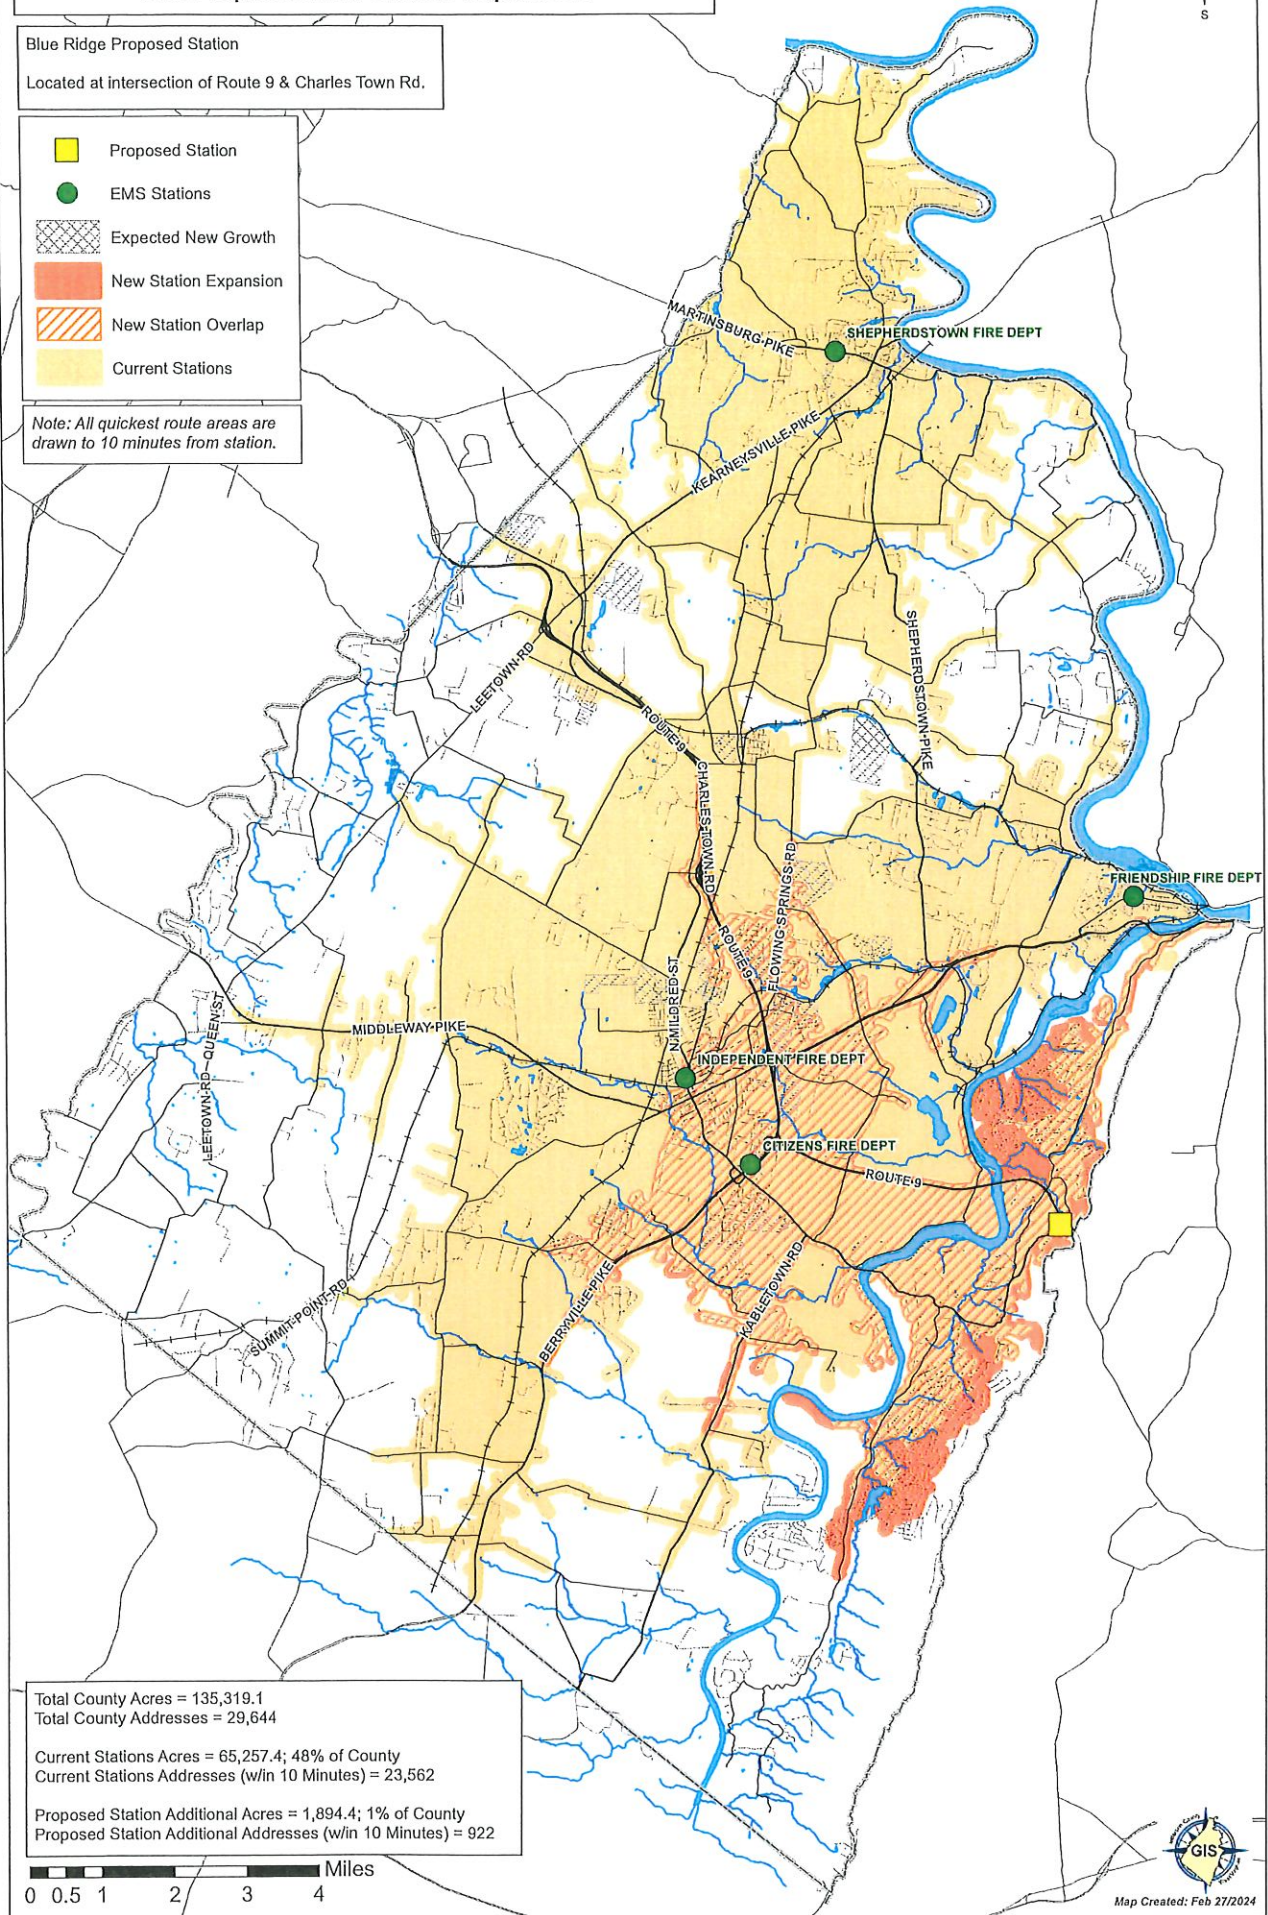 S
Blue Ridge Proposed Station
Located at intersection of Route 9 & Charles Town Rd.
Proposed Station
EMS Stations
Expected New Growth
New Station Expansion
New Station Overlap
Current Stations
Note: All quickest route areas are
drawn to 10 minutes from station.
MARTINSBURG PIKE
SHEPHERDSTOWN FIRE DEPT
KEARNEYSVILLE PIKE
SHEPHERDSTOWN PIKE
LEETOWN RD
ROUTE 9
CHARLES TOWN RD
FLOWING SPRINGS RD
FRIENDSHIP FIRE DEPT
ROUTE 9
N MILDRED ST
MIDDLEWAY PIKE
LEETOWN RD
QUEEN ST
INDEPENDENT FIRE DEPT
CITIZENS FIRE DEPT
ROUTE 9
KABLETOWN RD
BERRYVILLE PIKE
SUMMIT POINT RD
Total County Acres = 135,319.1
Total County Addresses = 29,644
Current Stations Acres = 65,257.4; 48% of County
Current Stations Addresses (w/in 10 Minutes) = 23,562
Proposed Station Additional Acres = 1,894.4; 1% of County
Proposed Station Additional Addresses (w/in 10 Minutes) = 922
Miles
0 0.5 1 2 3 4
GIS
Map Created: Feb 27/2024